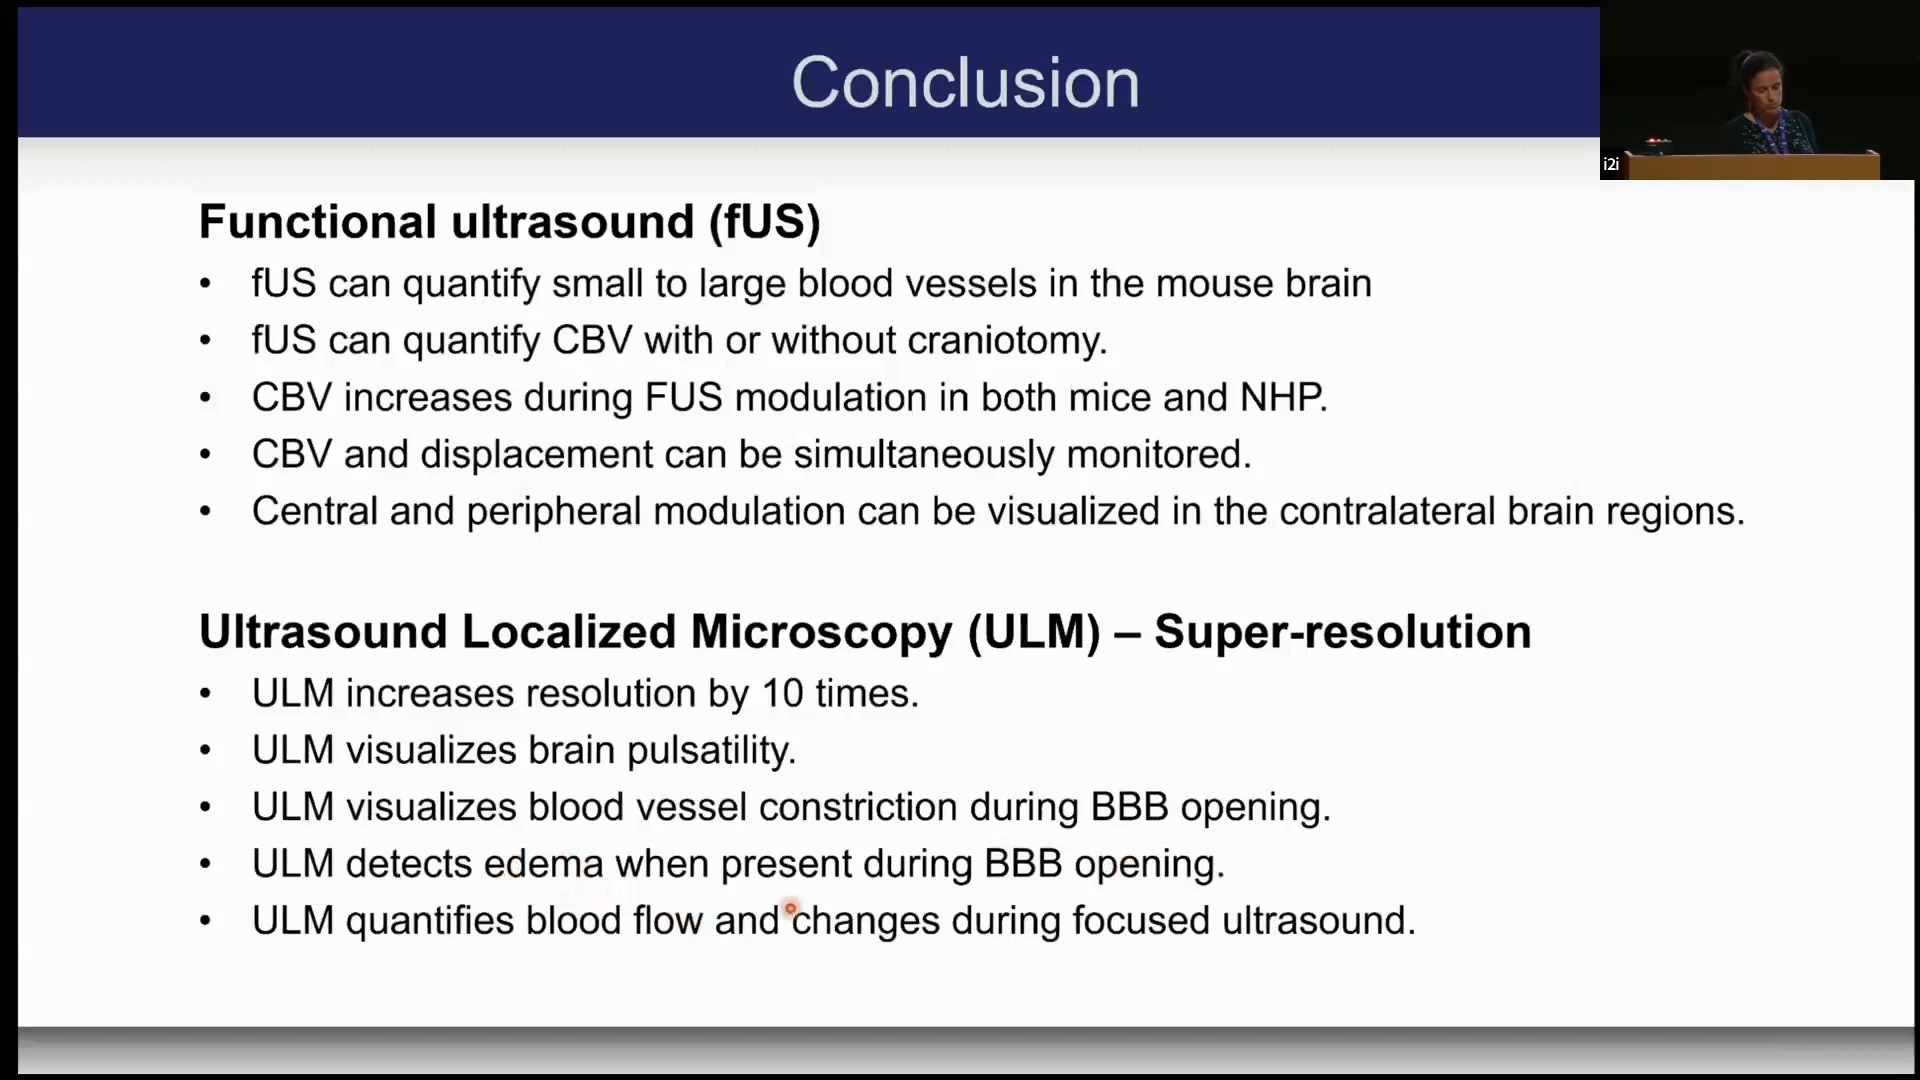 Conclusion
i2i
Functional ultrasound (fUS)
• fUS can quantify small to large blood vessels in the mouse brain
• fUS can quantify CBV with or without craniotomy.
• CBV increases during FUS modulation in both mice and NHP.
• CBV and displacement can be simultaneously monitored.
• Central and peripheral modulation can be visualized in the contralateral brain regions.
Ultrasound Localized Microscopy (ULM) – Super-resolution
• ULM increases resolution by 10 times.
• ULM visualizes brain pulsatility.
• ULM visualizes blood vessel constriction during BBB opening.
• ULM detects edema when present during BBB opening.
• ULM quantifies blood flow and changes during focused ultrasound.